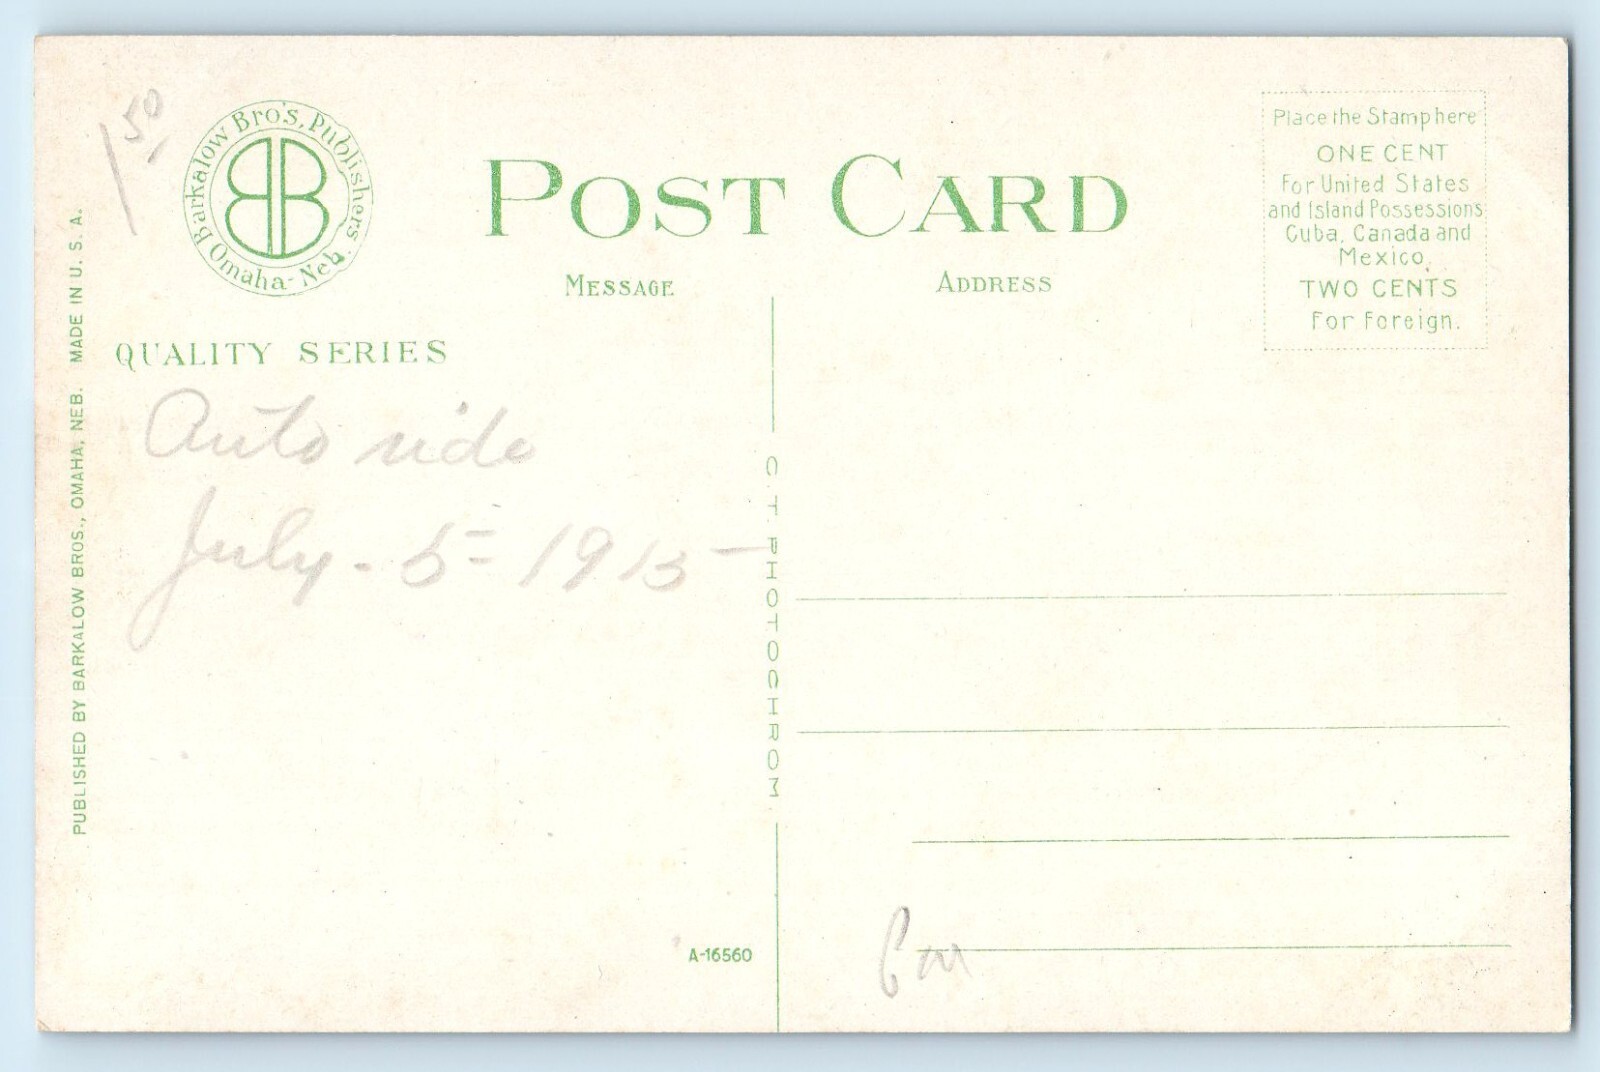 1 50
Barkalow Bro's, Publishers.
Omaha - Neb.
BB
POST CARD
MESSAGE
ADDRESS
Place the Stamp here
ONE CENT
For United States
and Island Possessions
Cuba, Canada and
Mexico.
TWO CENTS
For Foreign.
QUALITY SERIES
Auto ride
July - 5 = 1915 -
PUBLISHED BY BARKALOW BROS., OMAHA, NEB. MADE IN U. S. A.
C T PHOTOCHROM
A-16560